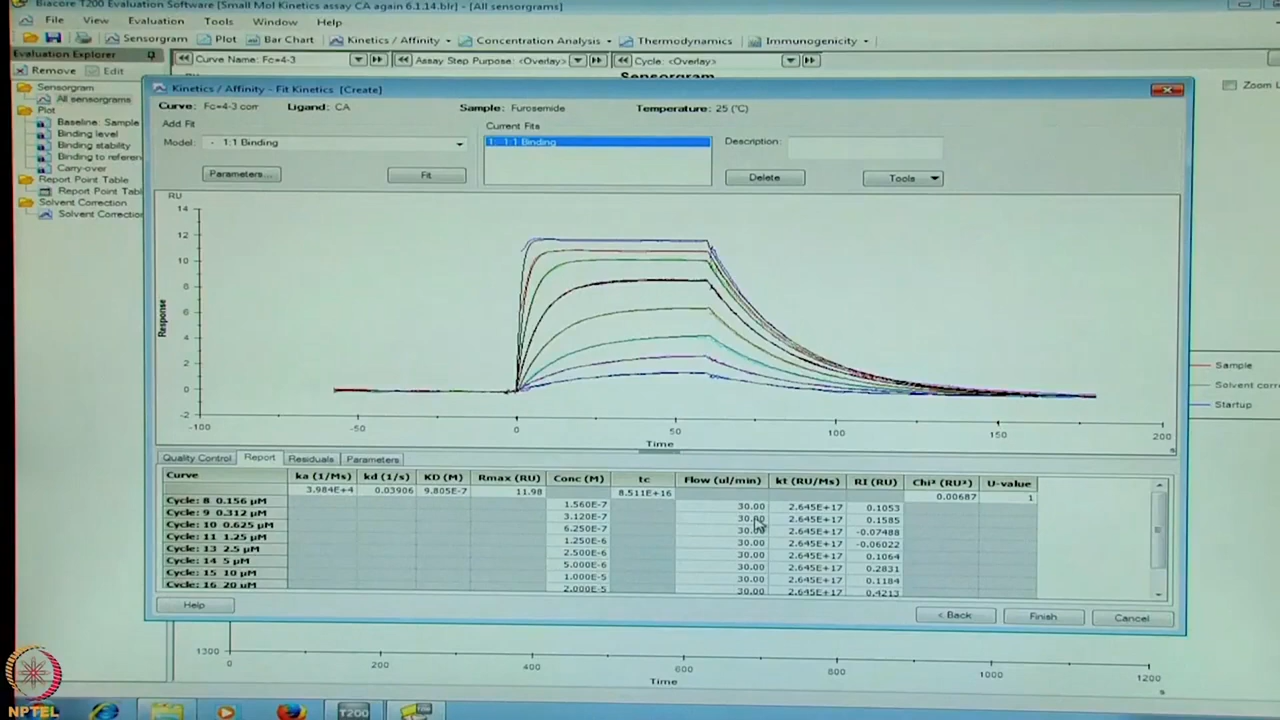 Biacore T200 Evaluation Software [Small Mol Kinetics assay CA again 6.1.14.blr] - [All sensorgrams]
File View Evaluation Tools Window Help
Sensorgram Plot Bar Chart Kinetics / Affinity Concentration Analysis Thermodynamics Immunogenicity
Evaluation Explorer
Remove Edit
Curve Name: Fc=4-3 Assay Step Purpose: <Overlay> Cycle: <Overlay>
Sensorgram
Zoom
Sensorgram
All sensorgrams
Plot
Baseline: Sample
Binding level
Binding stability
Binding to referen
Carry-over
Report Point Table
Report Point Tabl
Solvent Correction
Solvent Correction
Kinetics / Affinity - Fit Kinetics [Create]
Curve: Fc=4-3 corr Ligand: CA Sample: Furosemide Temperature: 25 (°C)
Add Fit Current Fits
Model: - 1:1 Binding 1: 1:1 Binding Description:
Parameters... Fit Delete Tools
RU
14
12
10
8
6
4
2
0
-2
Response
-100 -50 0 50 100 150 200
Time s
Sample
Solvent corre
Startup
Quality Control Report Residuals Parameters
Curve ka (1/Ms) kd (1/s) KD (M) Rmax (RU) Conc (M) tc Flow (ul/min) kt (RU/Ms) RI (RU) Chi² (RU²) U-value
3.984E+4 0.03906 9.805E-7 11.98 8.511E+16 0.00687 1
Cycle: 8 0.156 µM 1.560E-7 30.00 2.645E+17 0.1053
Cycle: 9 0.312 µM 3.120E-7 30.00 2.645E+17 0.1585
Cycle: 10 0.625 µM 6.250E-7 30.00 2.645E+17 -0.07488
Cycle: 11 1.25 µM 1.250E-6 30.00 2.645E+17 -0.06022
Cycle: 13 2.5 µM 2.500E-6 30.00 2.645E+17 0.1064
Cycle: 14 5 µM 5.000E-6 30.00 2.645E+17 0.2831
Cycle: 15 10 µM 1.000E-5 30.00 2.645E+17 0.1184
Cycle: 16 20 µM 2.000E-5 30.00 2.645E+17 0.4213
Help < Back Finish Cancel
1300
0 200 400 600 800 1000 1200
Time s
T200
NPTEL